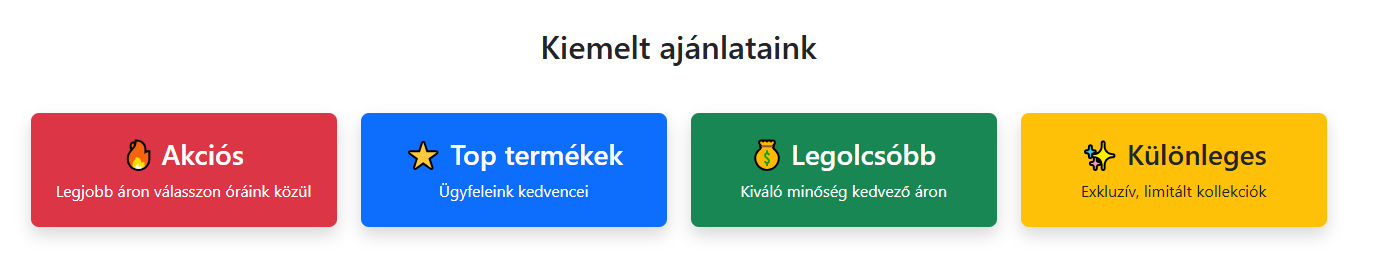 Kiemelt ajánlataink
🔥 Akciós
Legjobb áron válasszon óráink közül
⭐ Top termékek
Ügyfeleink kedvencei
💰 Legolcsóbb
Kiváló minőség kedvező áron
✨ Különleges
Exkluzív, limitált kollekciók